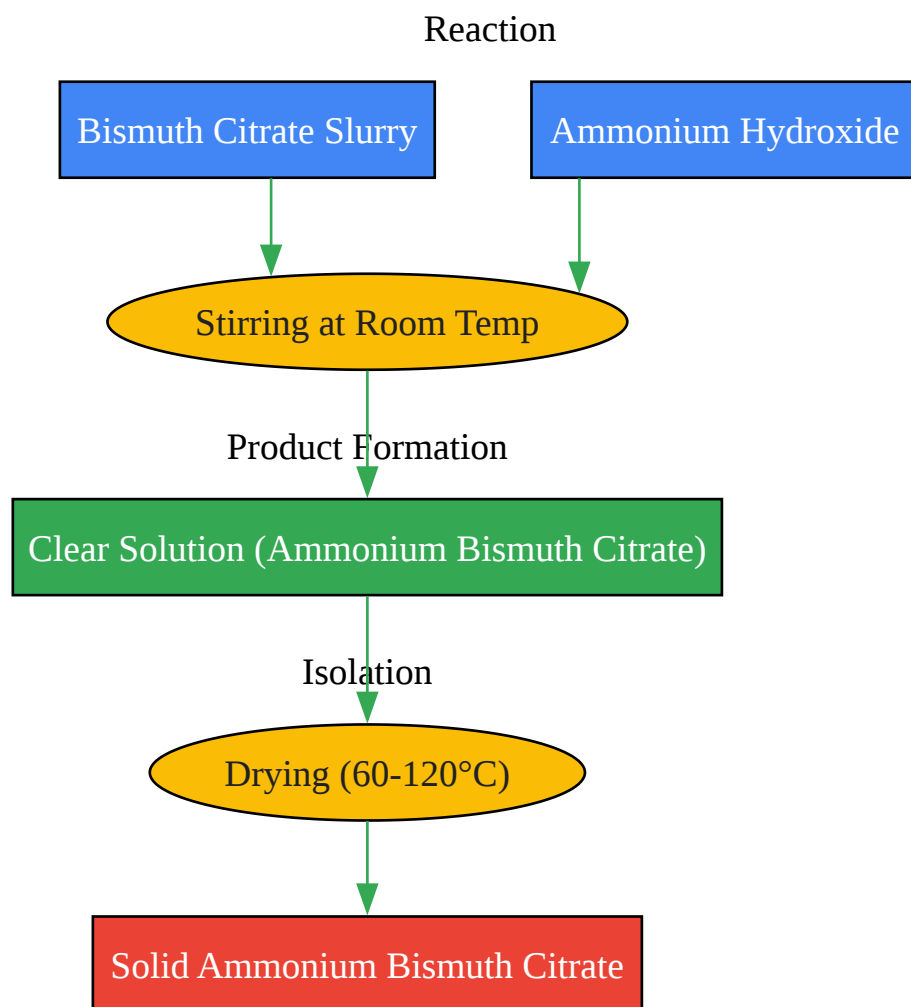 Reaction
Bismuth Citrate Slurry
Ammonium Hydroxide
Stirring at Room Temp
Product Formation
Clear Solution (Ammonium Bismuth Citrate)
Isolation
Drying (60-120°C)
Solid Ammonium Bismuth Citrate